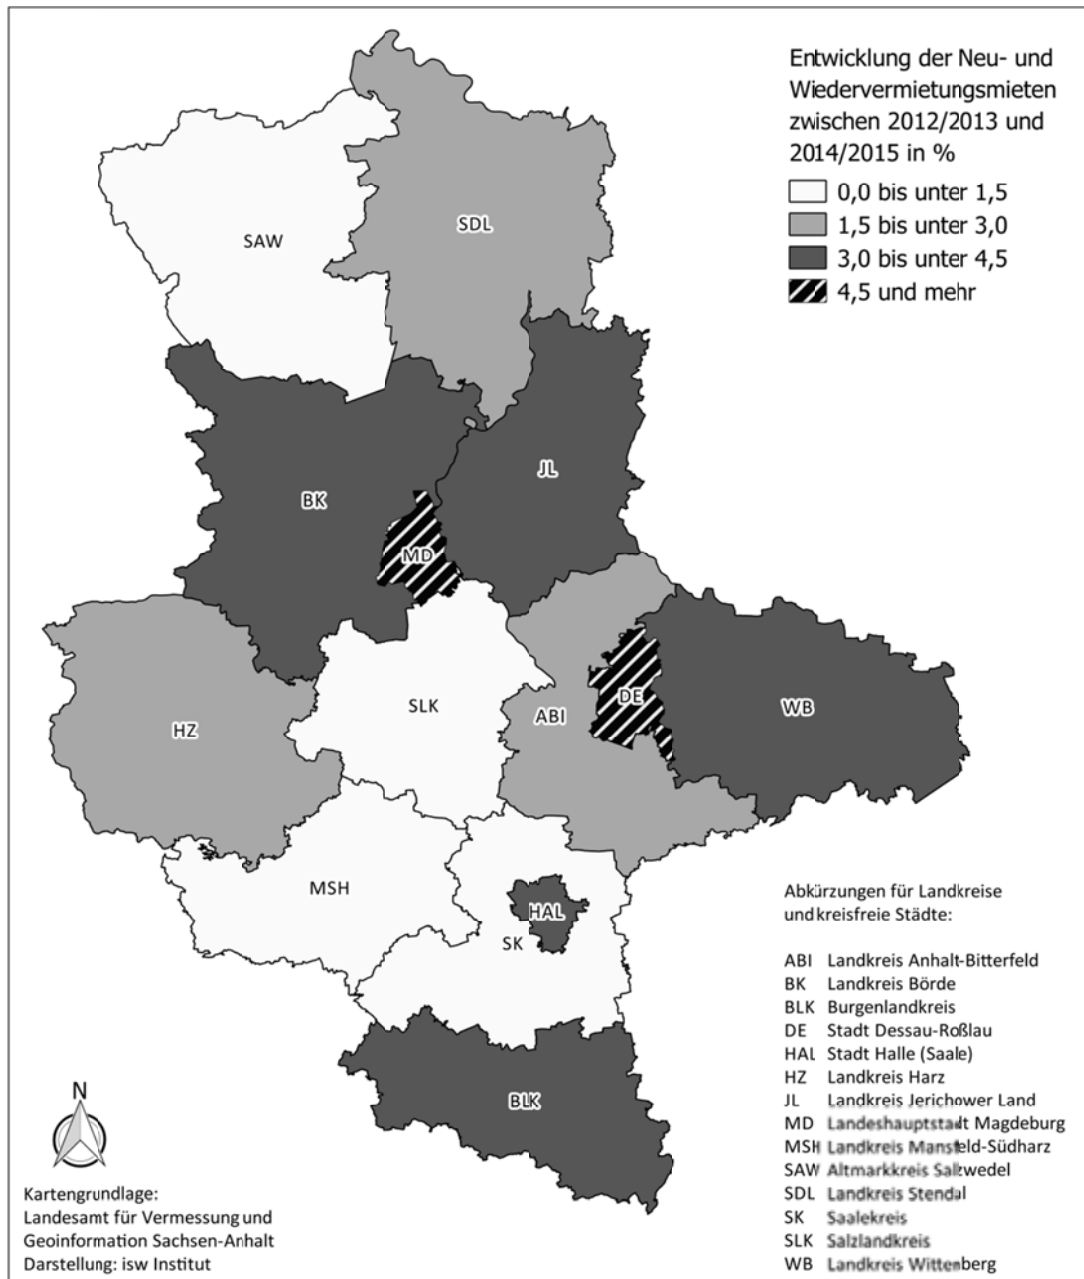 Entwicklung der Neu- und
Wiedervermietungsmieten
zwischen 2012/2013 und
2014/2015 in %
0,0 bis unter 1,5
1,5 bis unter 3,0
3,0 bis unter 4,5
4,5 und mehr
SAW
SDL
JL
BK
MD
SLK
ABI
DE
WB
HZ
MSH
HAL
SK
BLK
Abkürzungen für Landkreise
und kreisfreie Städte:
ABI Landkreis Anhalt-Bitterfeld
BK Landkreis Börde
BLK Burgenlandkreis
DE Stadt Dessau-Roßlau
HAL Stadt Halle (Saale)
HZ Landkreis Harz
JL Landkreis Jerichower Land
MD Landeshauptstadt Magdeburg
MSH Landkreis Mansfeld-Südharz
SAW Altmarkkreis Salzwedel
SDL Landkreis Stendal
SK Saalekreis
SLK Salzlandkreis
WB Landkreis Wittenberg
N
Kartengrundlage:
Landesamt für Vermessung und
Geoinformation Sachsen-Anhalt
Darstellung: isw Institut